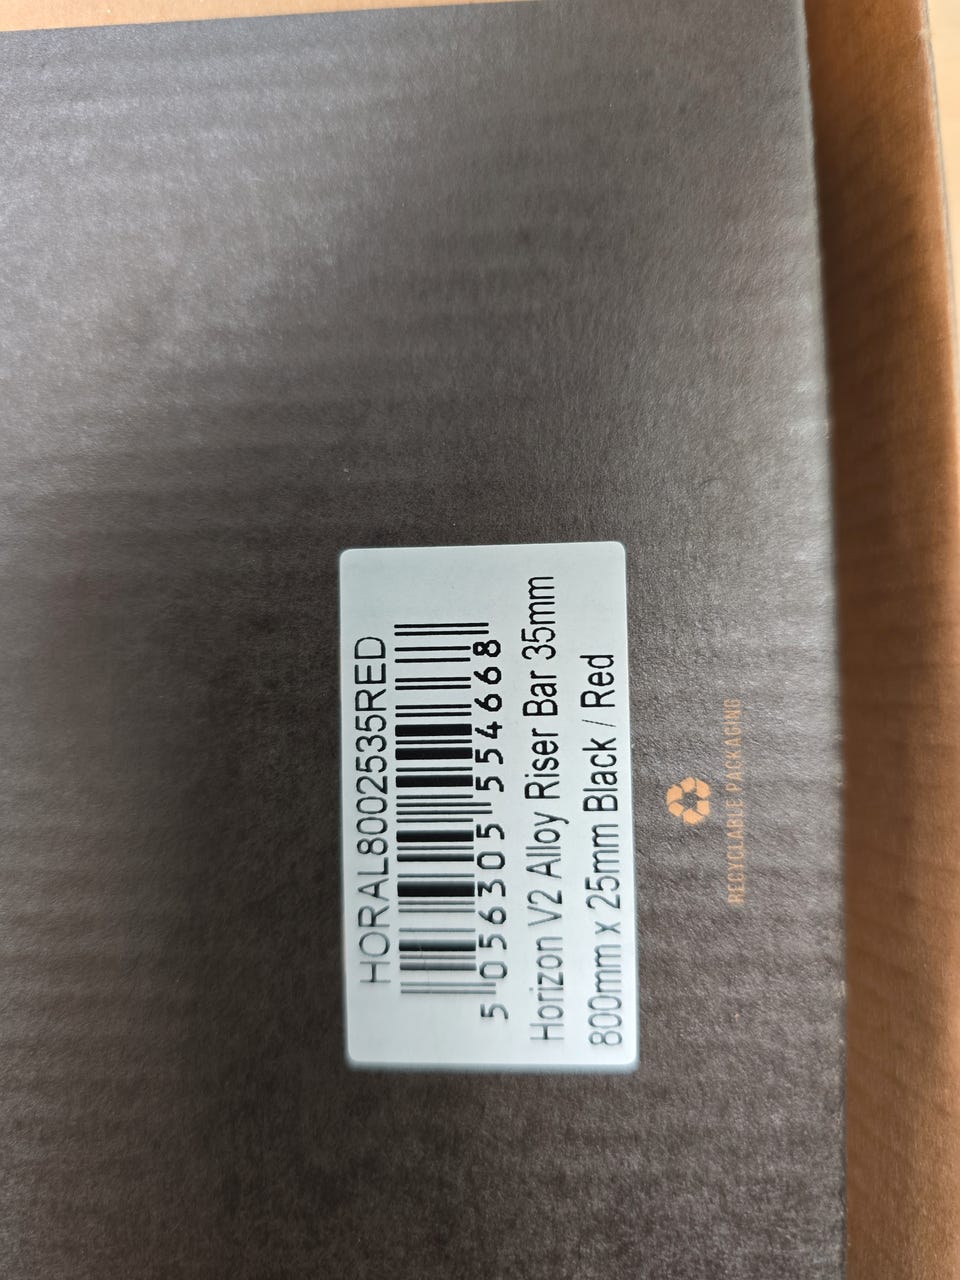 HORAL8002535RED
5 056305 554668
Horizon V2 Alloy Riser Bar 35mm
800mm x 25mm Black / Red
RECYCLABLE PACKAGING